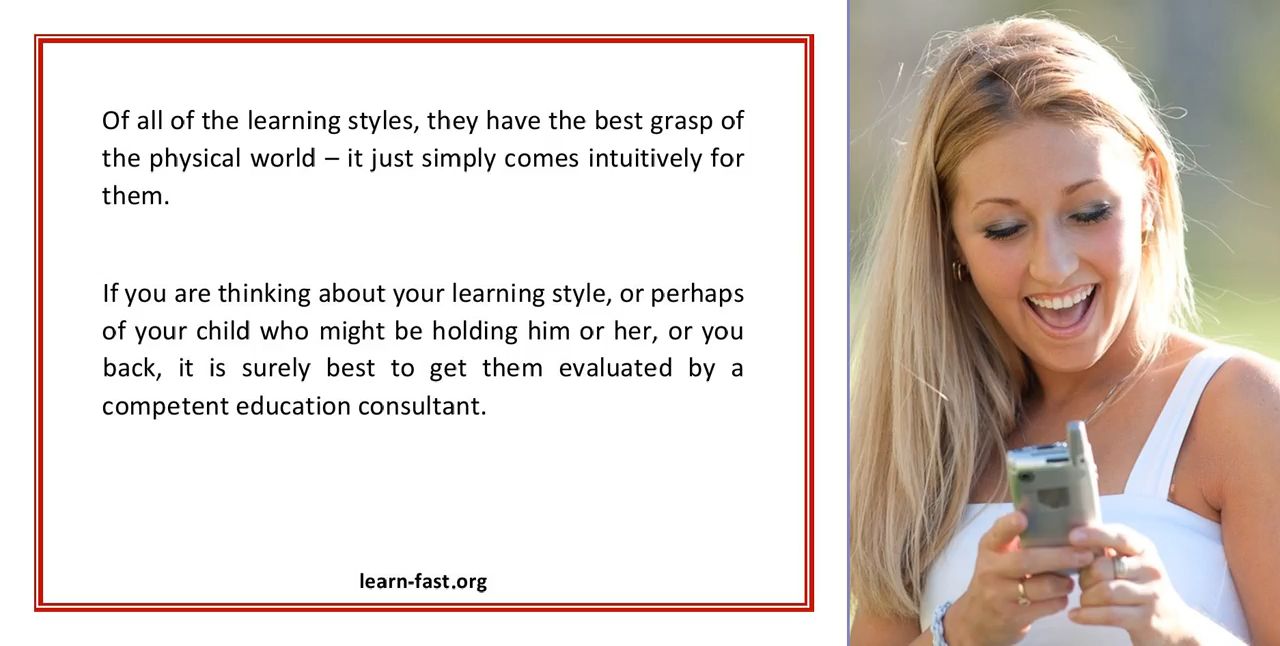 Of all of the learning styles, they have the best grasp of
the physical world – it just simply comes intuitively for
them.
If you are thinking about your learning style, or perhaps
of your child who might be holding him or her, or you
back, it is surely best to get them evaluated by a
competent education consultant.
learn-fast.org